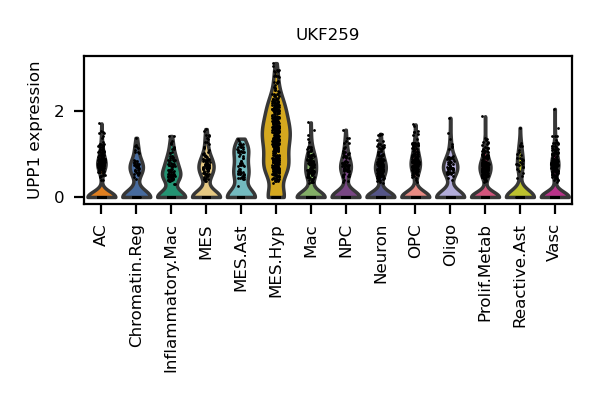 UKF259
UPP1 expression
2
0
AC
Chromatin.Reg
Inflammatory.Mac
MES
MES.Ast
MES.Hyp
Mac
NPC
Neuron
OPC
Oligo
Prolif.Metab
Reactive.Ast
Vasc